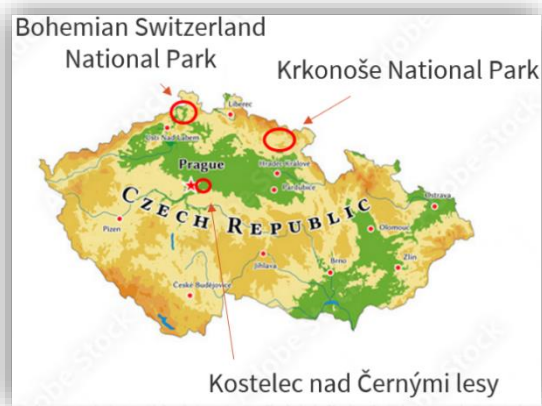 Bohemian Switzerland
National Park
Krkonoše National Park
Liberec
Ústí Nad Labem
Prague
Hradec Králové
Pardubice
CZECH REPUBLIC
Ostrava
Plzen
Olomouc
Jihlava
Brno
Zlín
České Budějovice
Kostelec nad Černými lesy